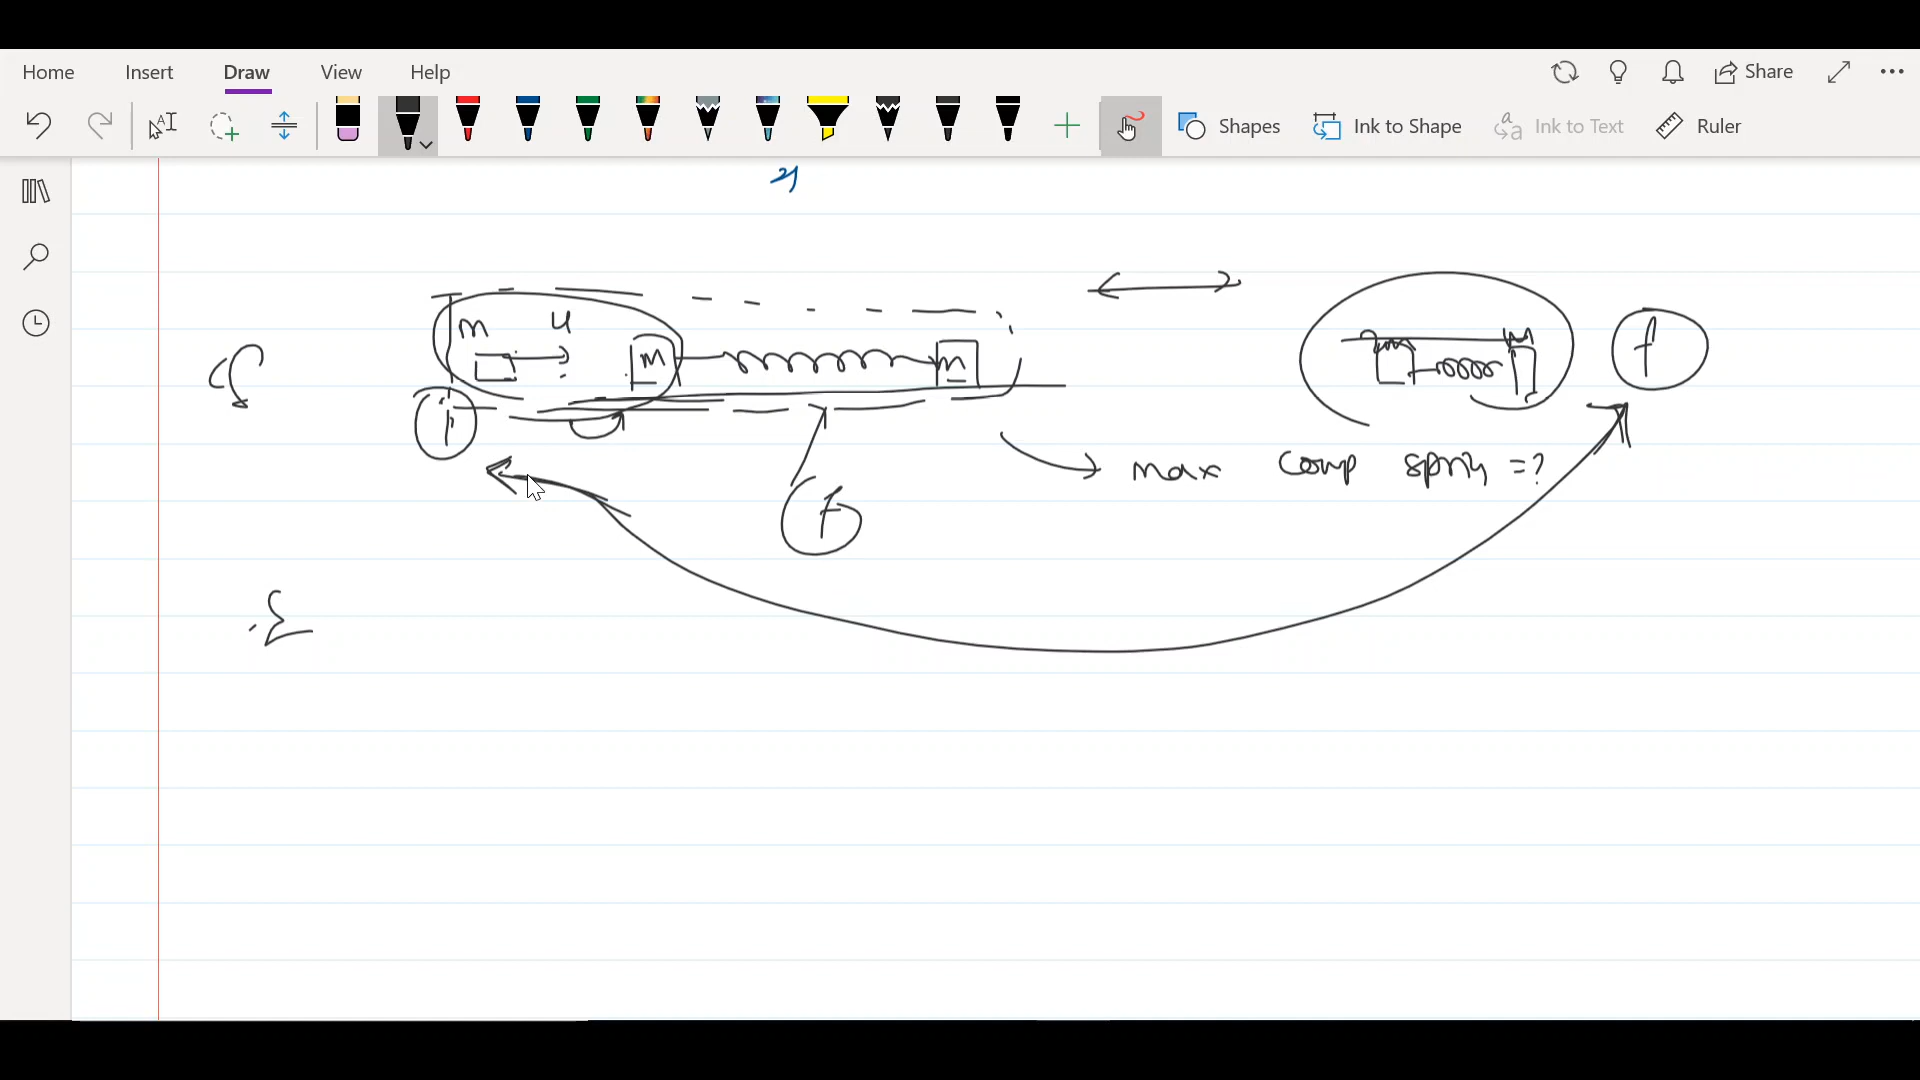 Home Insert Draw View Help Share
Shapes Ink to Shape Ink to Text Ruler
m u
m m m
f
i
max comp spring =?
f